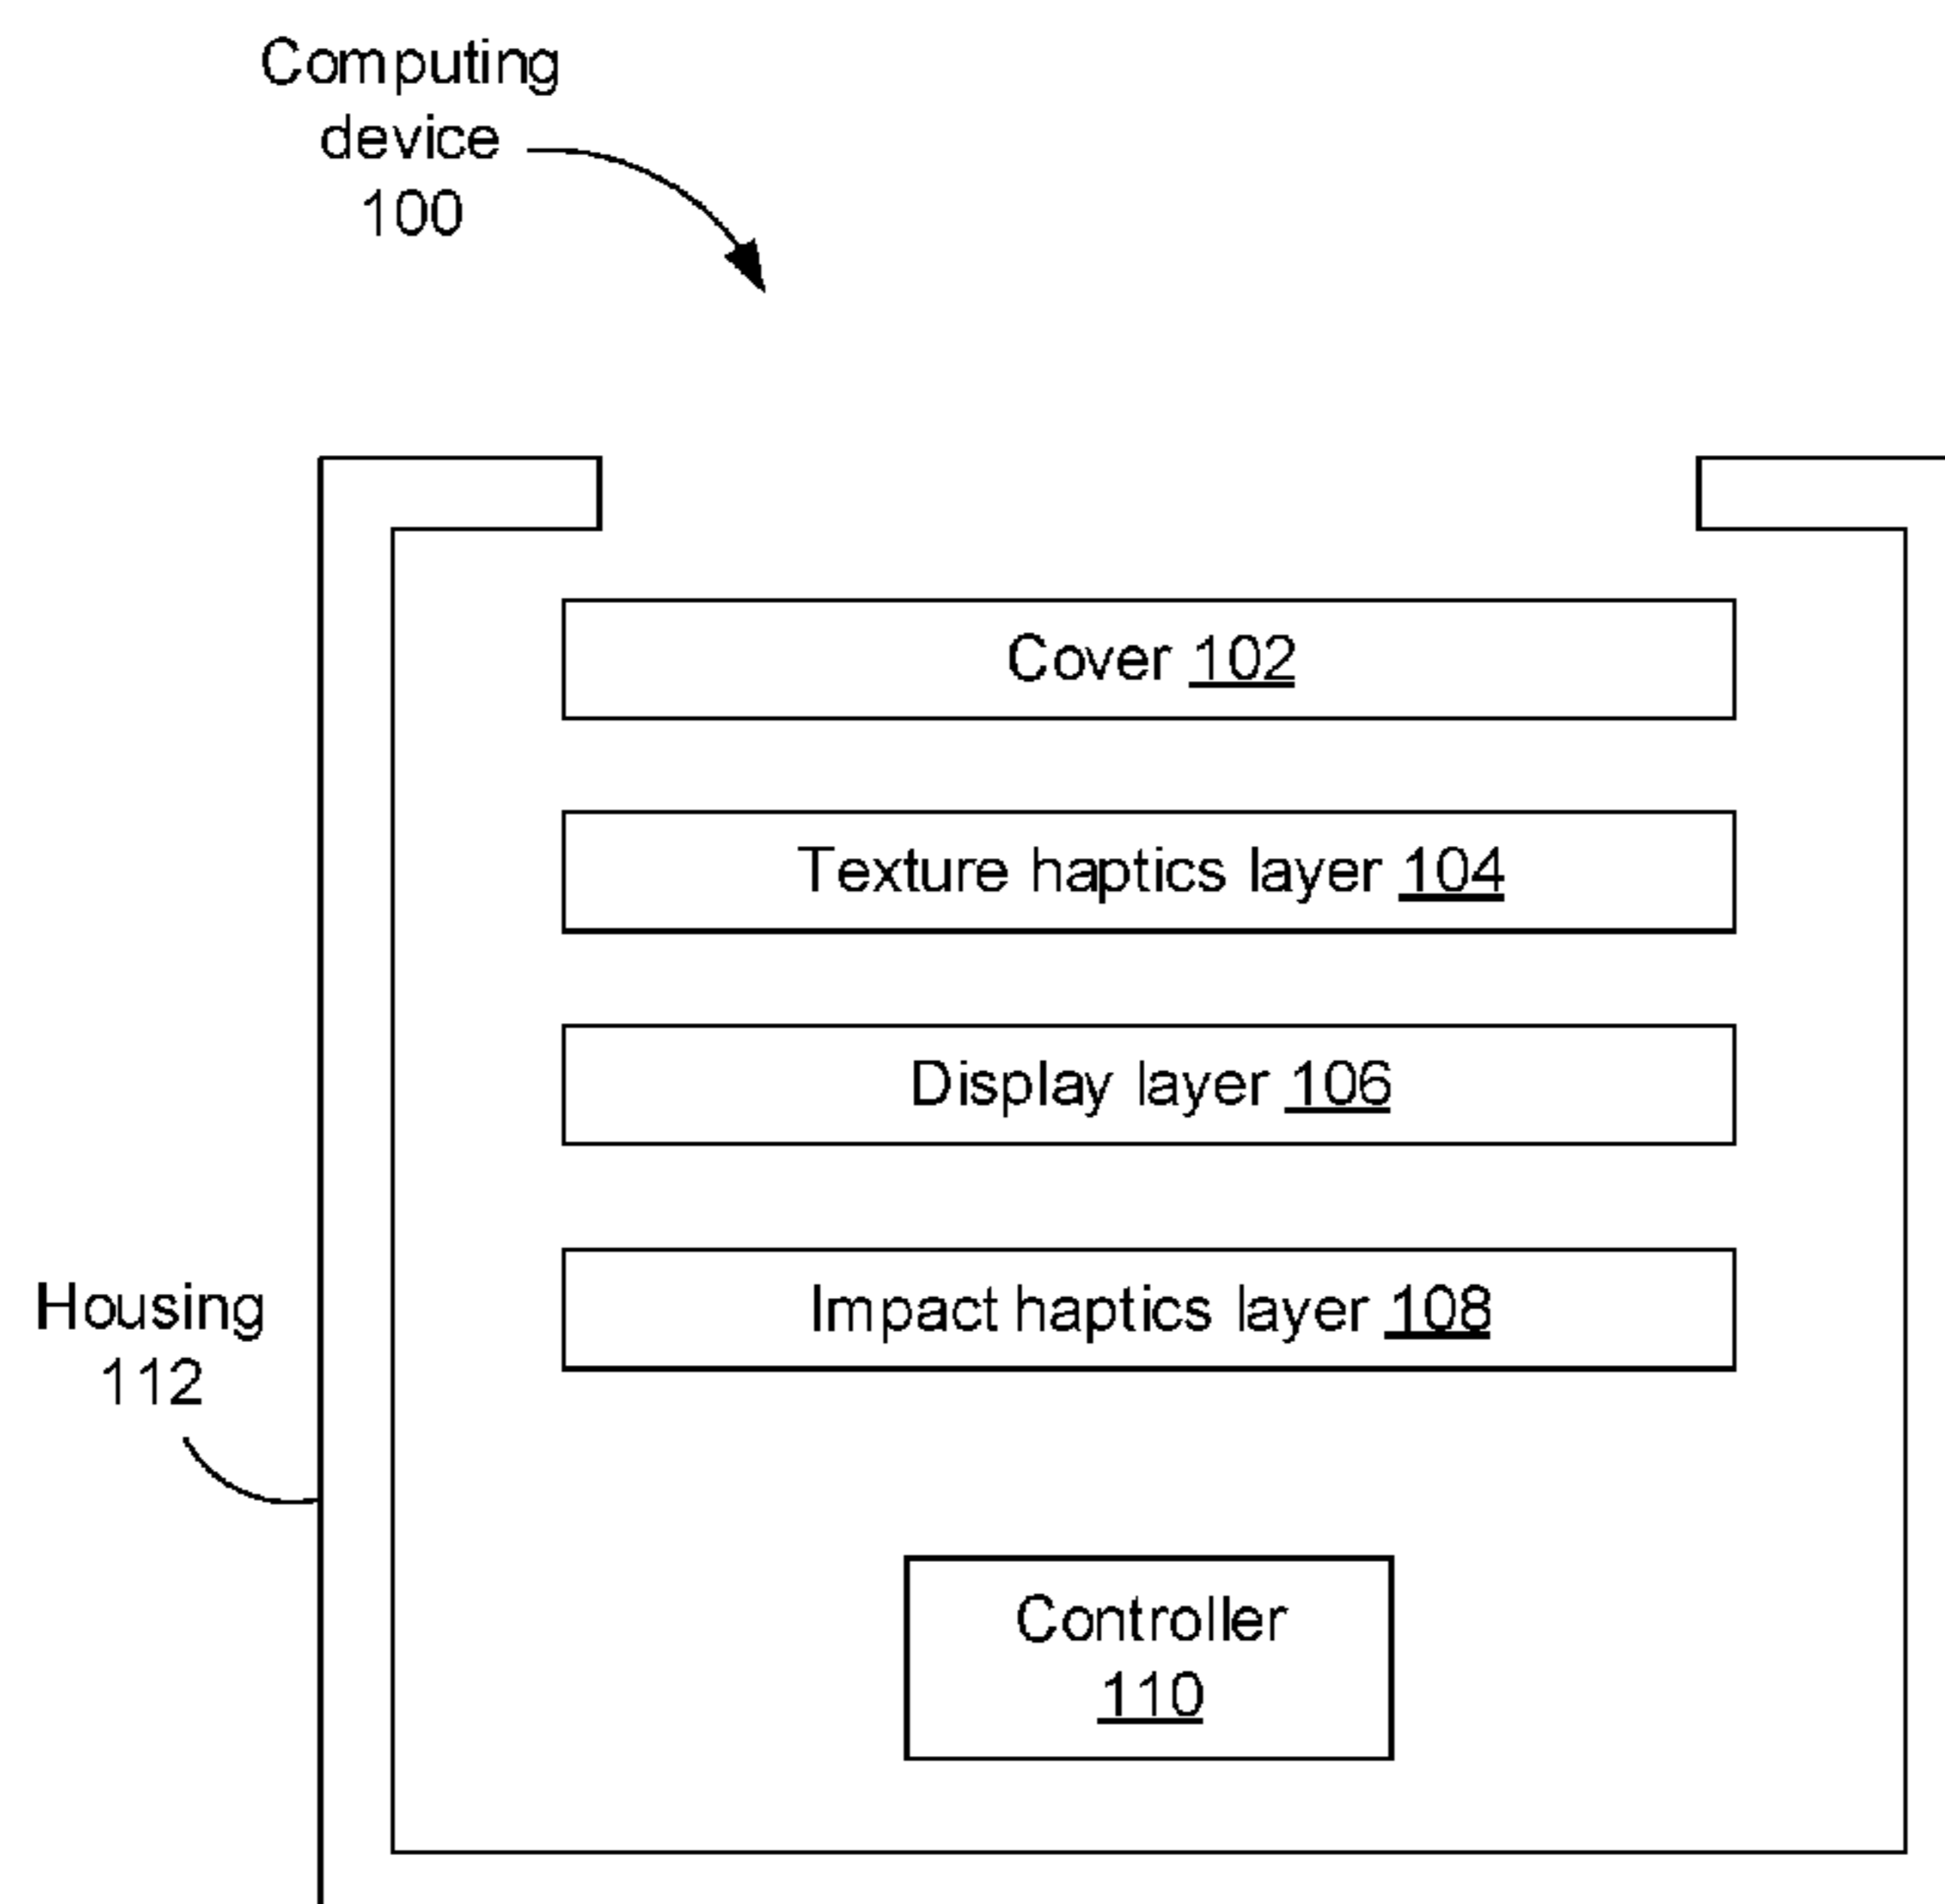 Computing
device
100
Cover 102
Texture haptics layer 104
Display layer 106
Impact haptics layer 108
Housing
112
Controller
110